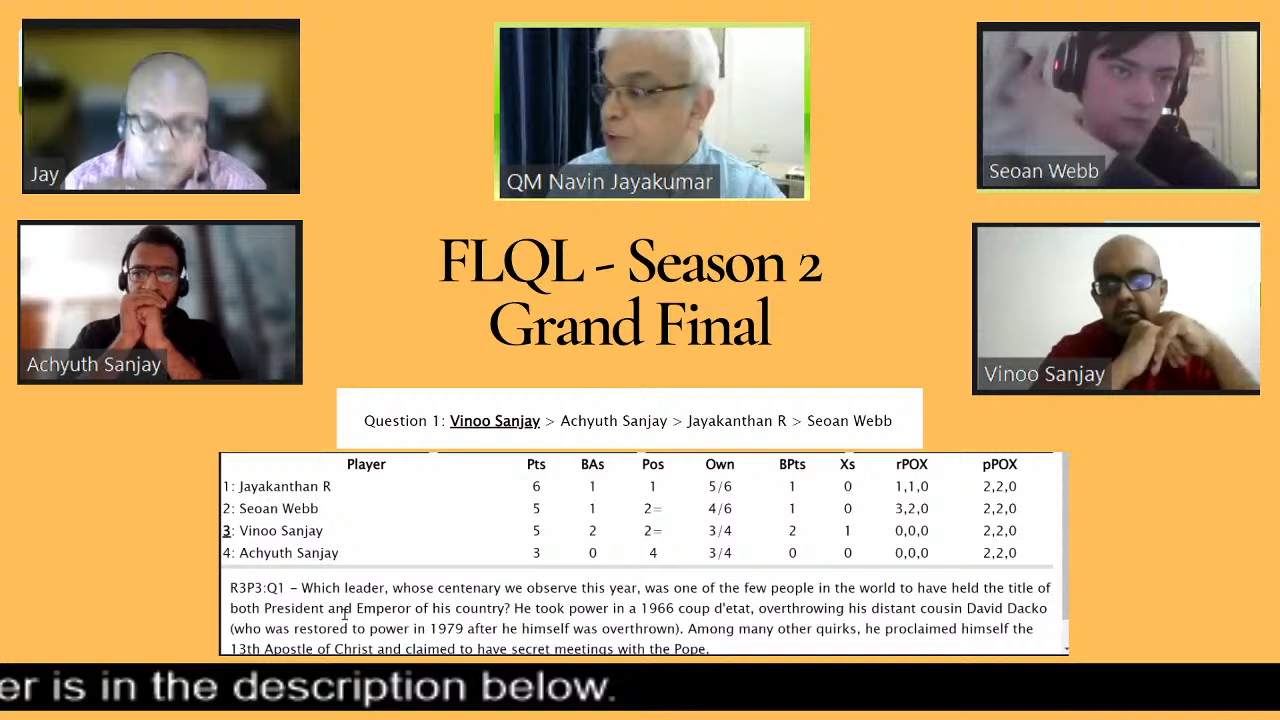 Jay
QM Navin Jayakumar
Seoan Webb
Achyuth Sanjay
FLQL - Season 2
Grand Final
Vinoo Sanjay
Question 1: Vinoo Sanjay > Achyuth Sanjay > Jayakanthan R > Seoan Webb
Player Pts BAs Pos Own BPts Xs rPOX pPOX
1: Jayakanthan R 6 1 1 5/6 1 0 1,1,0 2,2,0
2: Seoan Webb 5 1 2= 4/6 1 0 3,2,0 2,2,0
3: Vinoo Sanjay 5 2 2= 3/4 2 1 0,0,0 2,2,0
4: Achyuth Sanjay 3 0 4 3/4 0 0 0,0,0 2,2,0
R3P3:Q1 - Which leader, whose centenary we observe this year, was one of the few people in the world to have held the title of
both President and Emperor of his country? He took power in a 1966 coup d'etat, overthrowing his distant cousin David Dacko
(who was restored to power in 1979 after he himself was overthrown). Among many other quirks, he proclaimed himself the
13th Apostle of Christ and claimed to have secret meetings with the Pope.
er is in the description below.